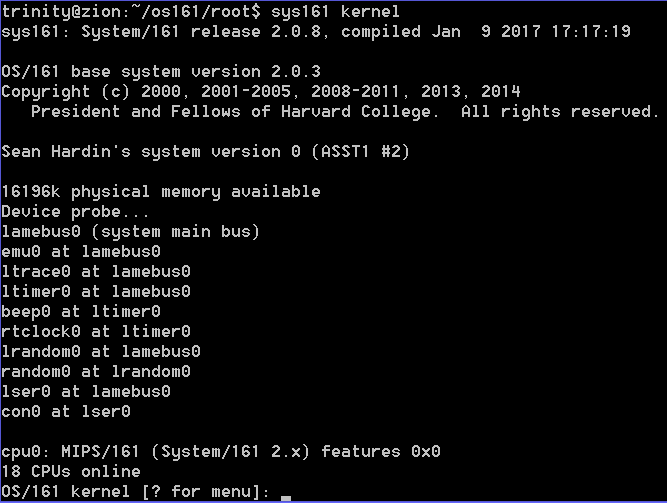 trinity@zion:~/os161/root$ sys161 kernel
sys161: System/161 release 2.0.8, compiled Jan  9 2017 17:17:19
OS/161 base system version 2.0.3
Copyright (c) 2000, 2001-2005, 2008-2011, 2013, 2014
   President and Fellows of Harvard College.  All rights reserved.
Sean Hardin's system version 0 (ASST1 #2)
16196k physical memory available
Device probe...
lamebus0 (system main bus)
emu0 at lamebus0
ltrace0 at lamebus0
ltimer0 at lamebus0
beep0 at ltimer0
rtclock0 at ltimer0
lrandom0 at lamebus0
random0 at lrandom0
lser0 at lamebus0
con0 at lser0
cpu0: MIPS/161 (System/161 2.x) features 0x0
18 CPUs online
OS/161 kernel [? for menu]: